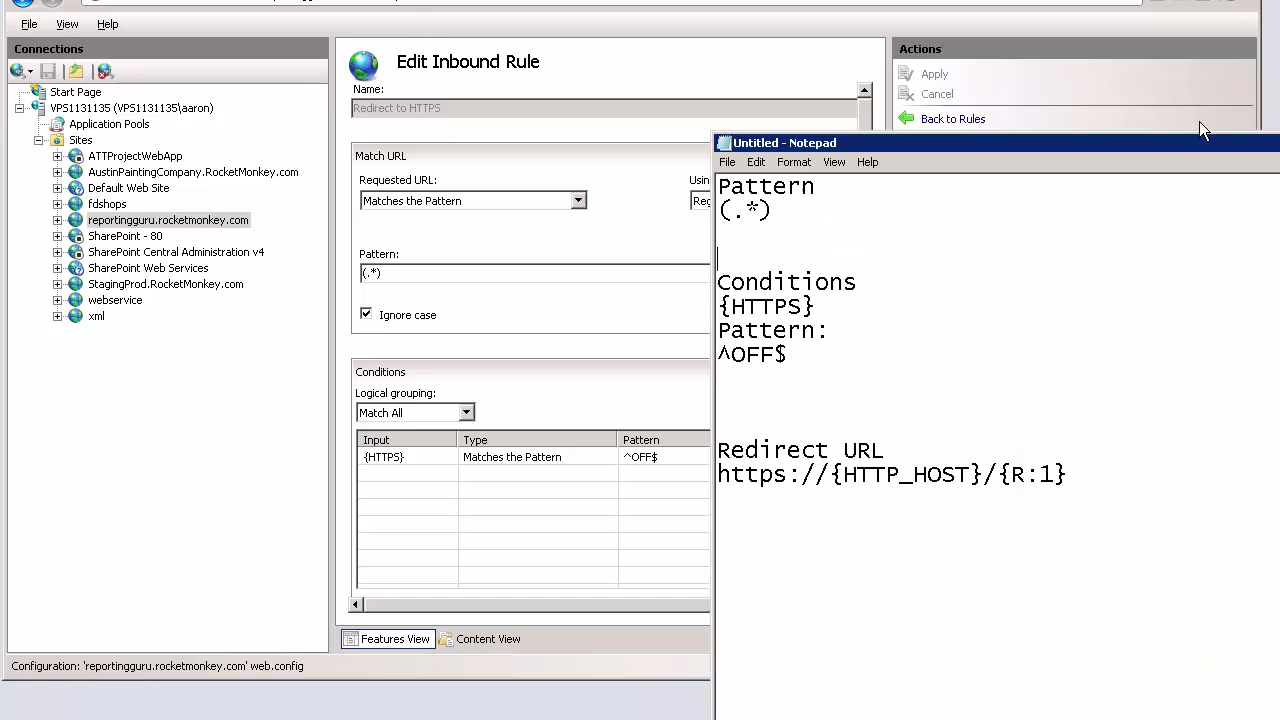 File View Help
Connections
Start Page
VPS1131135 (VPS1131135\aaron)
Application Pools
Sites
ATTProjectWebApp
AustinPaintingCompany.RocketMonkey.com
Default Web Site
fdshops
reportingguru.rocketmonkey.com
SharePoint - 80
SharePoint Central Administration v4
SharePoint Web Services
StagingProd.RocketMonkey.com
webservice
xml
Edit Inbound Rule
Name:
Redirect to HTTPS
Match URL
Requested URL:
Matches the Pattern
Pattern:
(.*)
Ignore case
Conditions
Logical grouping:
Match All
Input Type Pattern
{HTTPS} Matches the Pattern ^OFF$
Features View Content View
Configuration: 'reportingguru.rocketmonkey.com' web.config
Actions
Apply
Cancel
Back to Rules
Untitled - Notepad
File Edit Format View Help
Pattern
(.*)
Conditions
{HTTPS}
Pattern:
^OFF$
Redirect URL
https://{HTTP_HOST}/{R:1}